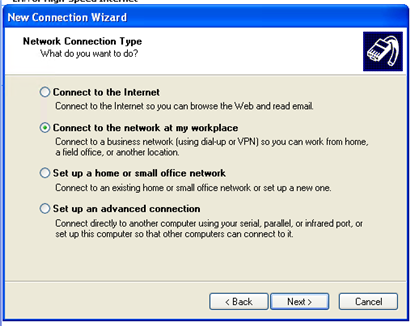 New Connection Wizard
Network Connection Type
What do you want to do?
Connect to the Internet
Connect to the Internet so you can browse the Web and read email.
Connect to the network at my workplace
Connect to a business network (using dial-up or VPN) so you can work from home,
a field office, or another location.
Set up a home or small office network
Connect to an existing home or small office network or set up a new one.
Set up an advanced connection
Connect directly to another computer using your serial, parallel, or infrared port, or
set up this computer so that other computers can connect to it.
< Back
Next >
Cancel